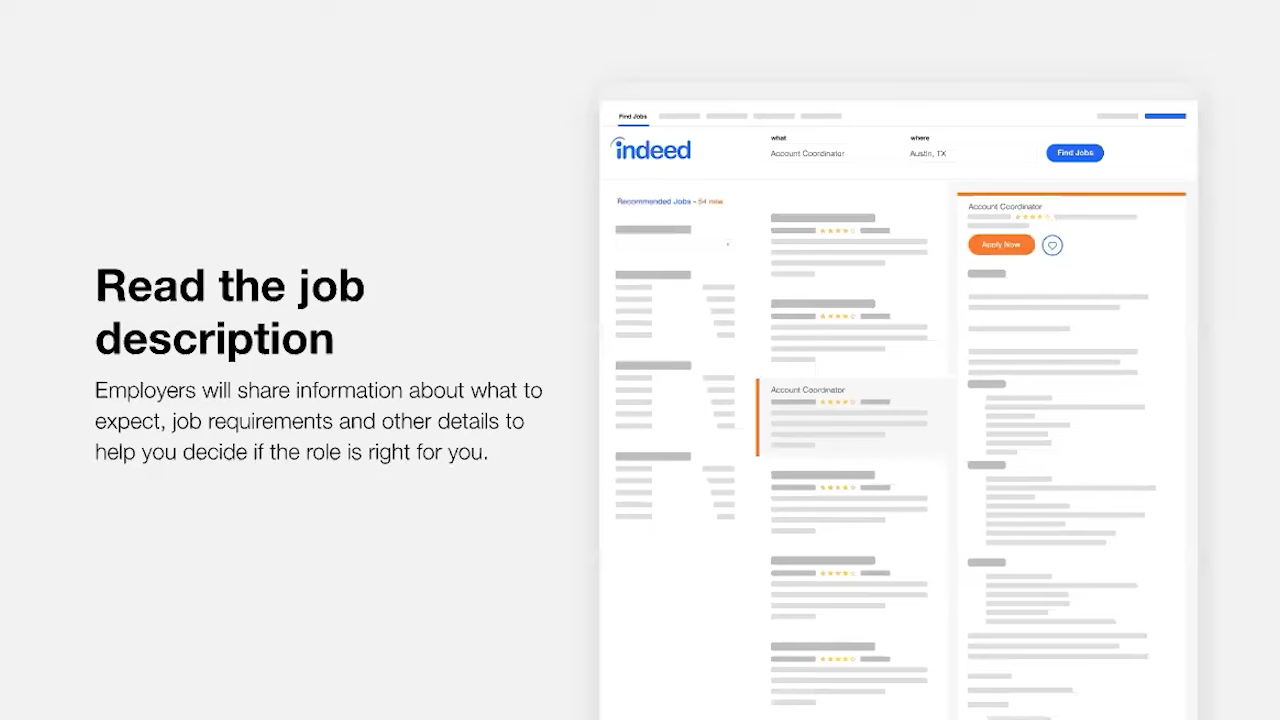 Read the job
description
Employers will share information about what to
expect, job requirements and other details to
help you decide if the role is right for you.
Find Jobs
indeed
what
where
Account Coordinator
Austin, TX
Find Jobs
Recommended Jobs - 54 new
Account Coordinator
Apply Now
Account Coordinator